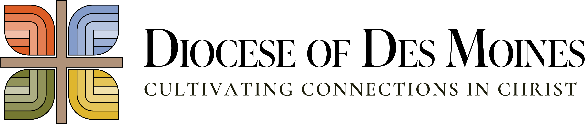 Diocese of Des Moines
Cultivating Connections in Christ